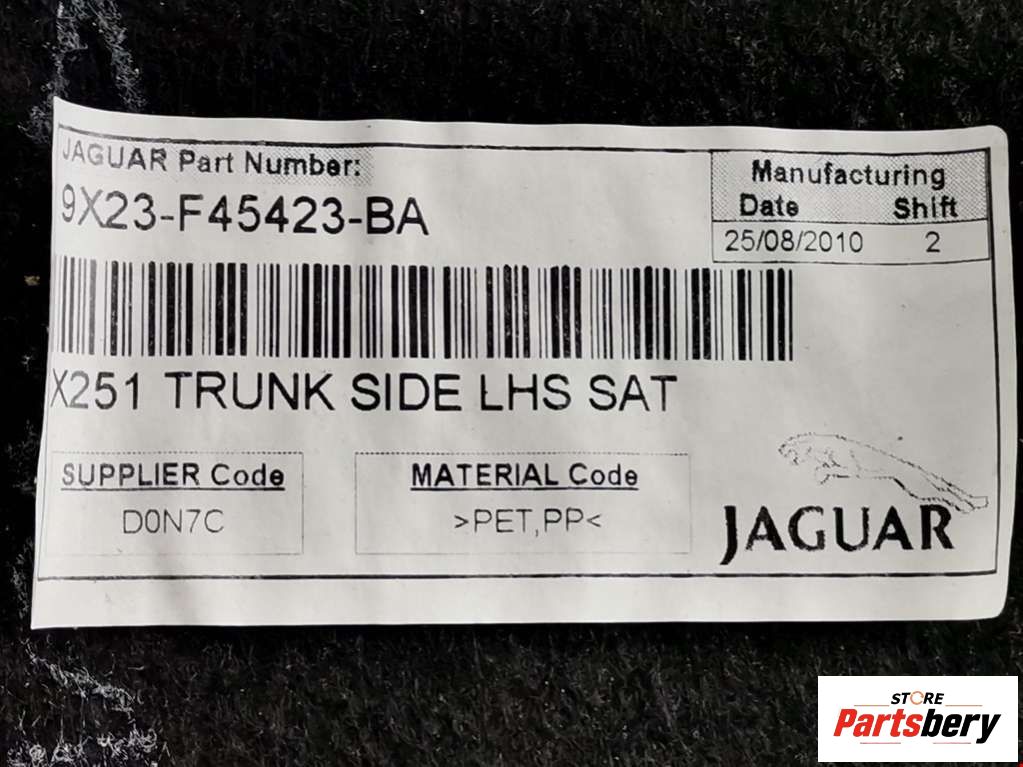 JAGUAR Part Number:
9X23-F45423-BA
Manufacturing
Date Shift
25/08/2010 2
X251 TRUNK SIDE LHS SAT
SUPPLIER Code
D0N7C
MATERIAL Code
>PET,PP<
JAGUAR
STORE
Partsbery